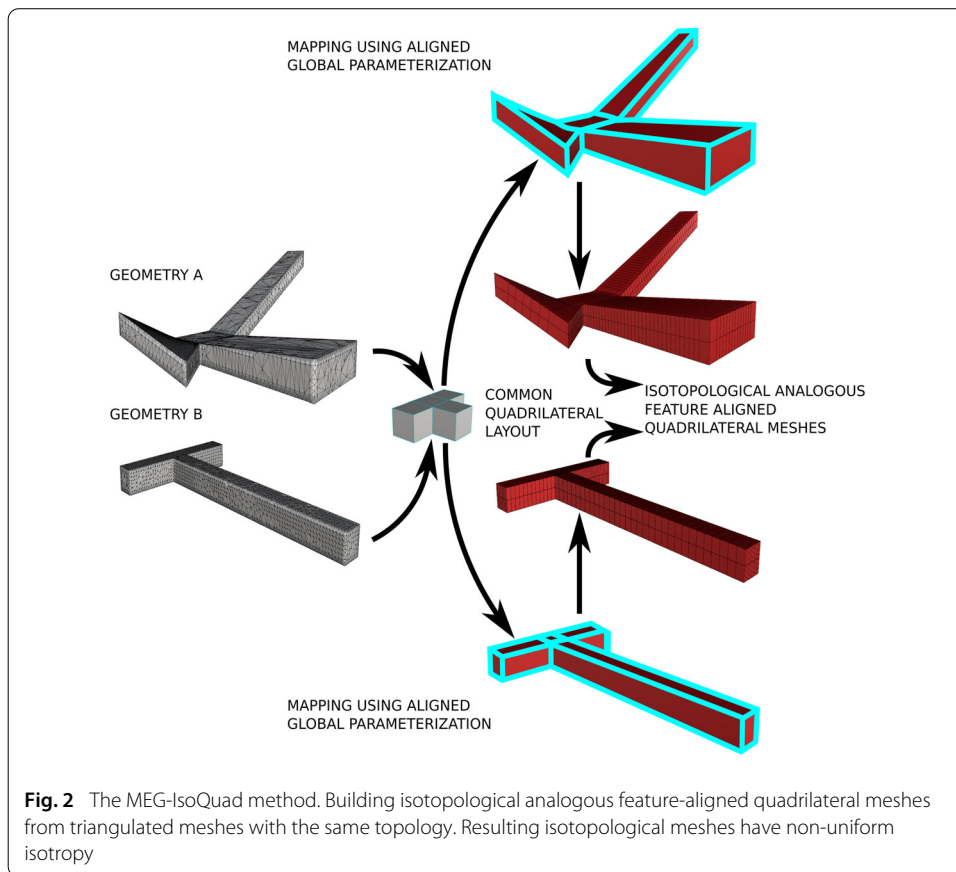 MAPPING USING ALIGNED
GLOBAL PARAMETERIZATION
GEOMETRY A
GEOMETRY B
COMMON
QUADRILATERAL
LAYOUT
ISOTOPOLOGICAL ANALOGOUS
FEATURE ALIGNED
QUADRILATERAL MESHES
MAPPING USING ALIGNED
GLOBAL PARAMETERIZATION
Fig. 2 The MEG-IsoQuad method. Building isotopological analogous feature-aligned quadrilateral meshes
from triangulated meshes with the same topology. Resulting isotopological meshes have non-uniform
isotropy